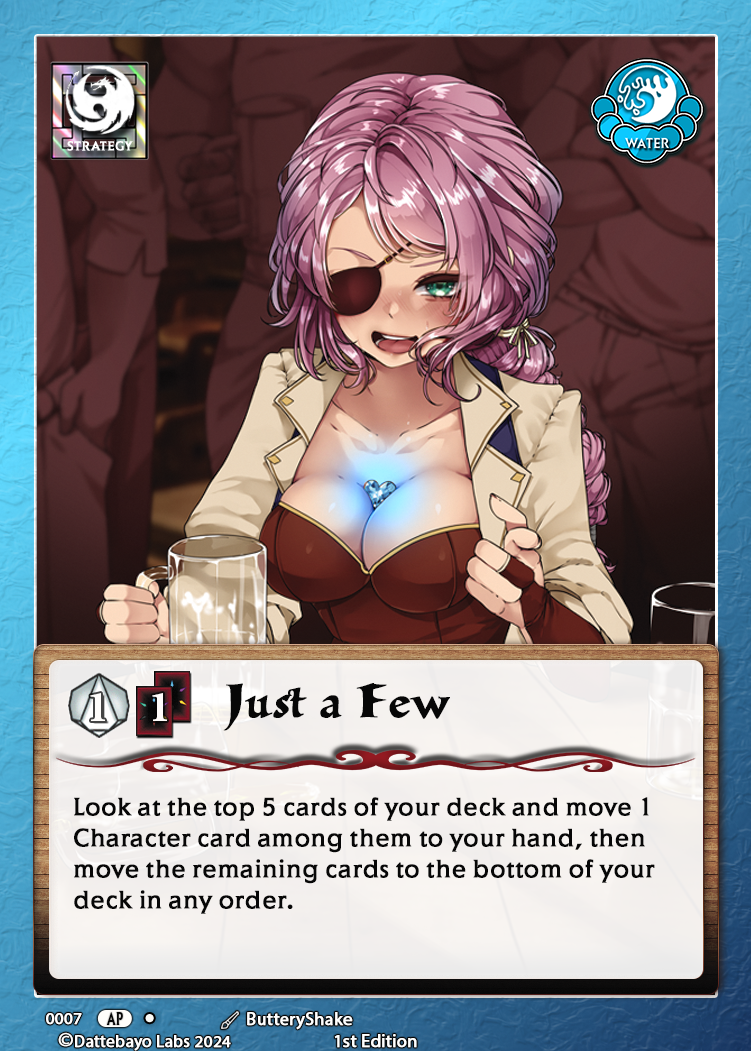 STRATEGY
WATER
1 1 Just a Few
Look at the top 5 cards of your deck and move 1
Character card among them to your hand, then
move the remaining cards to the bottom of your
deck in any order.
0007 AP ButteryShake
©Dattebayo Labs 2024 1st Edition